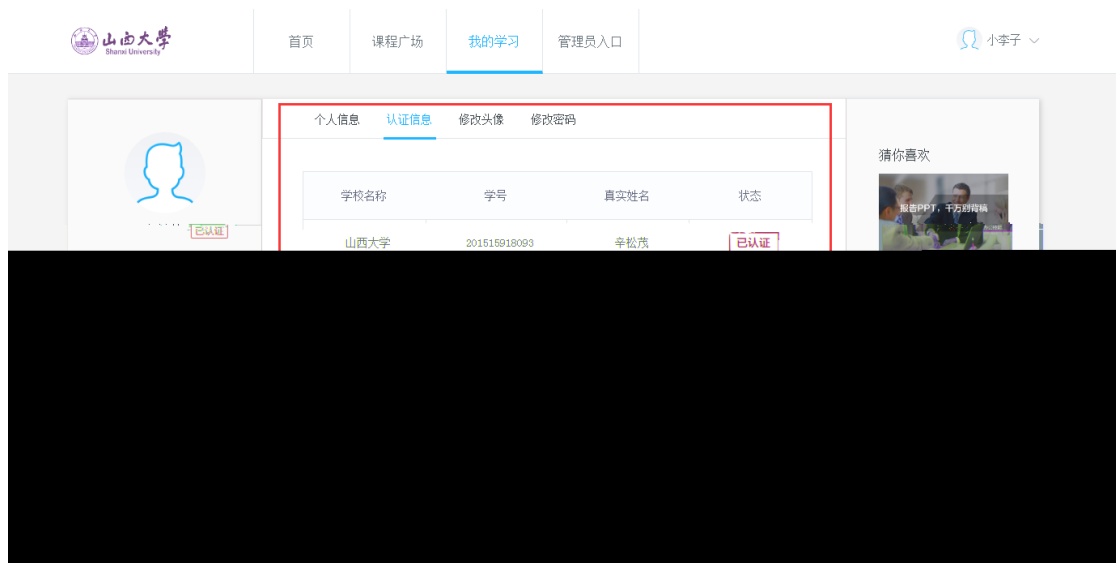 山西大学
Shanxi University
首页 课程广场 我的学习 管理员入口
小李子
个人信息 认证信息 修改头像 修改密码
猜你喜欢
学校名称 学号 真实姓名 状态
报告PPT，千万别背稿
已认证
山西大学 201515918093 辛松茂 已认证